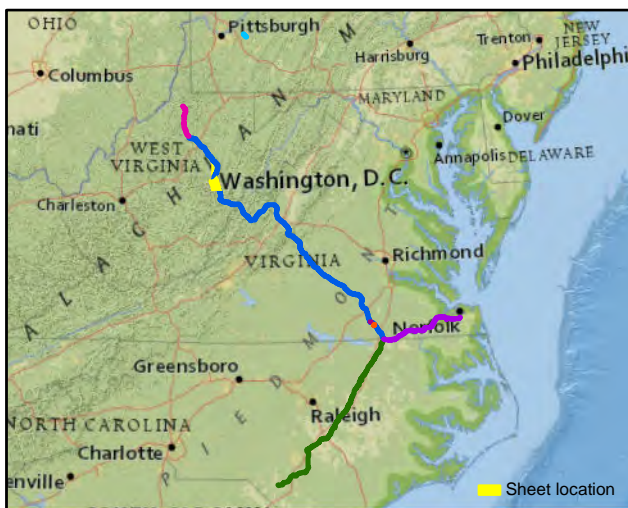 OHIO
Pittsburgh
NEW
JERSEY
Trenton
Harrisburg
Columbus
Philadelphi
MARYLAND
Dover
nati
WEST
VIRGINIA
Annapolis
DELAWARE
Washington, D.C.
Charleston
Richmond
VIRGINIA
Norfolk
Greensboro
Raleigh
NORTH CAROLINA
Charlotte
enville
A L A C H I A N M
P I E D M O N T
Sheet location